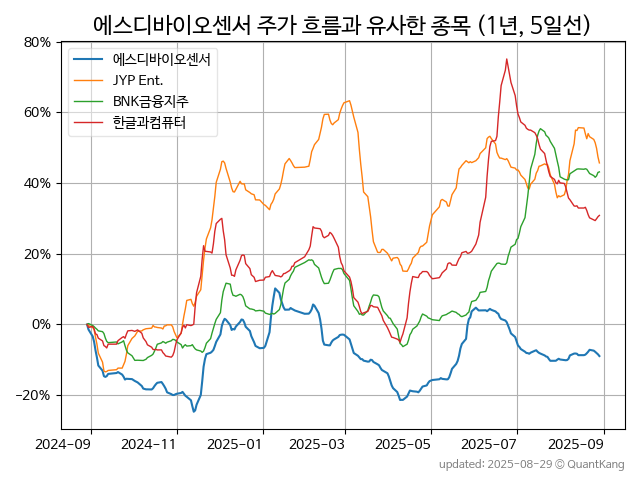 에스디바이오센서 주가 흐름과 유사한 종목 (1년, 5일선)
에스디바이오센서
JYP Ent.
BNK금융지주
한글과컴퓨터
80%
60%
40%
20%
0%
−20%
2024−09
2024−11
2025−01
2025−03
2025−05
2025−07
2025−09
updated: 2025-08-29 © QuantKang